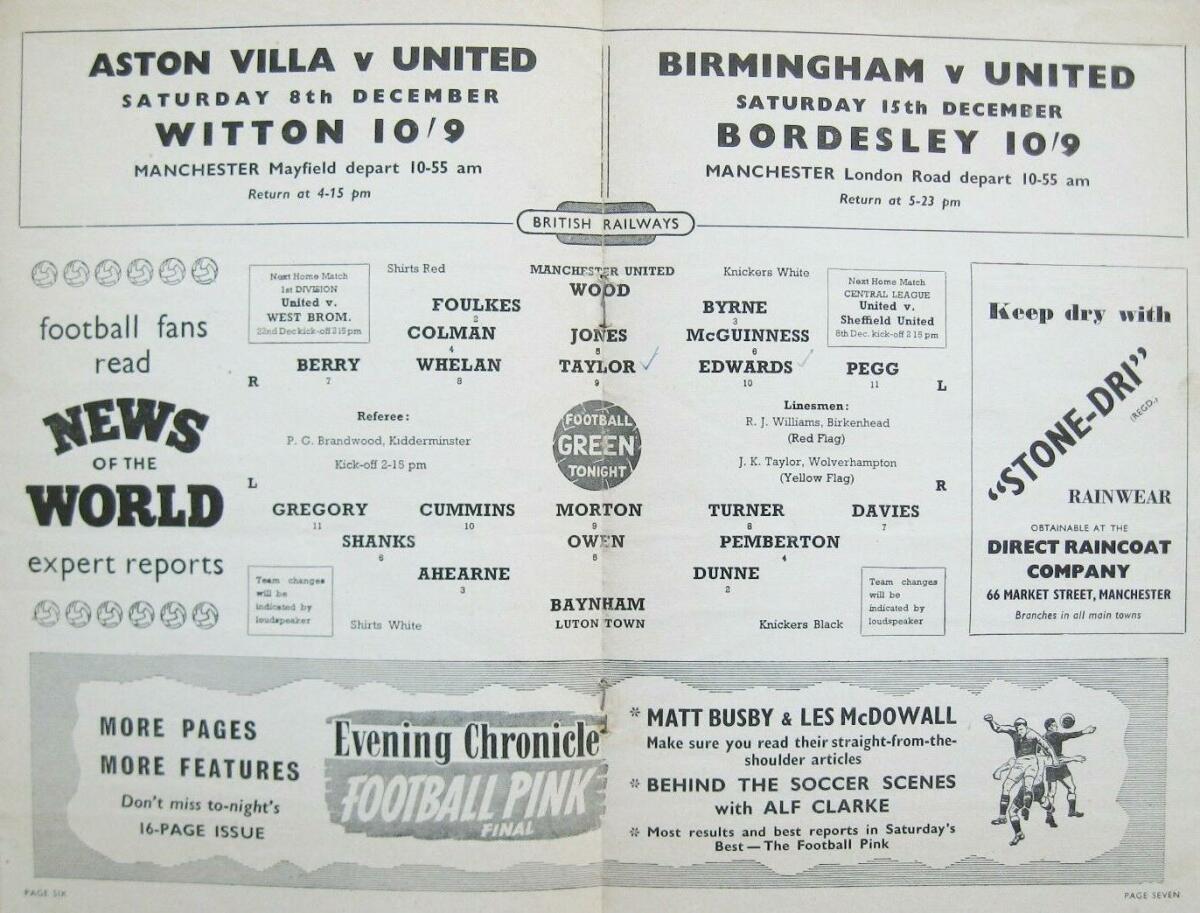 ASTON VILLA v UNITED
SATURDAY 8th DECEMBER
WITTON 10/9
MANCHESTER Mayfield depart 10-55 am
Return at 4-15 pm
BIRMINGHAM v UNITED
SATURDAY 15th DECEMBER
BORDESLEY 10/9
MANCHESTER London Road depart 10-55 am
Return at 5-23 pm
BRITISH RAILWAYS
football fans
read
NEWS
OF THE
WORLD
expert reports
Next Home Match
1st DIVISION
United v.
WEST BROM.
22nd Dec kick-off 2 15 pm
Shirts Red
MANCHESTER UNITED
Knickers White
Next Home Match
CENTRAL LEAGUE
United v.
Sheffield United
8th Dec. kick-off 2 15 pm
WOOD
FOULKES
2
BYRNE
3
COLMAN
4
JONES
5
McGUINNESS
6
R
BERRY
7
WHELAN
8
TAYLOR
9
EDWARDS
10
PEGG
11
L
Referee:
P. G. Brandwood, Kidderminster
Kick-off 2-15 pm
FOOTBALL
GREEN
TONIGHT
Linesmen:
R. J. Williams, Birkenhead
(Red Flag)
J. K. Taylor, Wolverhampton
(Yellow Flag)
L
R
GREGORY
11
CUMMINS
10
MORTON
9
TURNER
8
DAVIES
7
SHANKS
6
OWEN
5
PEMBERTON
4
AHEARNE
3
DUNNE
2
BAYNHAM
LUTON TOWN
Team changes
will be
indicated by
loudspeaker
Shirts White
Knickers Black
Team changes
will be
indicated by
loudspeaker
Keep dry with
"STONE-DRI"
(REGD.)
RAINWEAR
OBTAINABLE AT THE
DIRECT RAINCOAT
COMPANY
66 MARKET STREET, MANCHESTER
Branches in all main towns
MORE PAGES
MORE FEATURES
Don't miss to-night's
16-PAGE ISSUE
Evening Chronicle
FOOTBALL PINK
FINAL
* MATT BUSBY & LES McDOWALL
Make sure you read their straight-from-the-
shoulder articles
* BEHIND THE SOCCER SCENES
with ALF CLARKE
* Most results and best reports in Saturday's
Best — The Football Pink
PAGE SIX
PAGE SEVEN